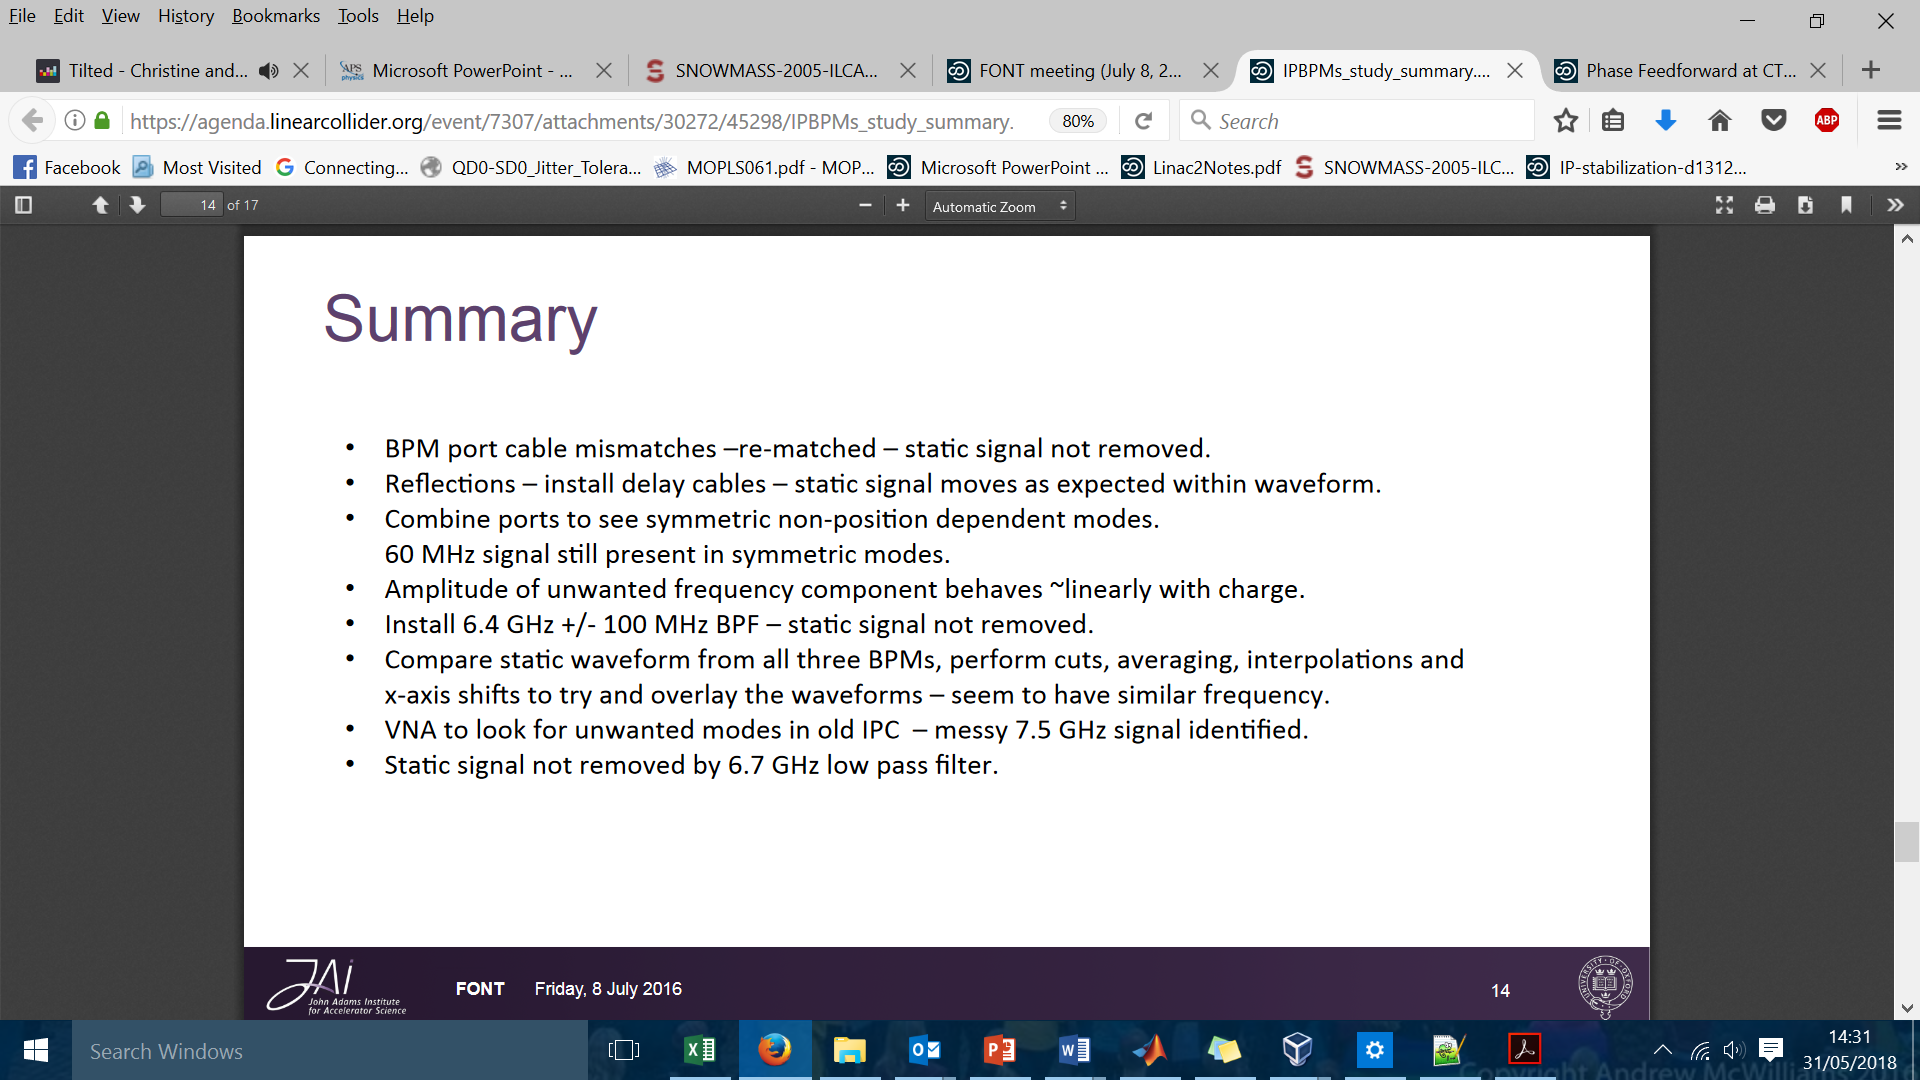 File Edit View History Bookmarks Tools Help
Tilted - Christine and... Microsoft PowerPoint - ... SNOWMASS-2005-ILCA... FONT meeting (July 8, 2... IPBPMs_study_summary.... Phase Feedforward at CT...
https://agenda.linearcollider.org/event/7307/attachments/30272/45298/IPBPMs_study_summary. 80% Search ABP
Facebook Most Visited Connecting... QD0-SD0_Jitter_Tolera... MOPLS061.pdf - MOP... Microsoft PowerPoint ... Linac2Notes.pdf SNOWMASS-2005-ILC... IP-stabilization-d1312...
14 of 17 Automatic Zoom
Summary
• BPM port cable mismatches –re-matched – static signal not removed.
• Reflections – install delay cables – static signal moves as expected within waveform.
• Combine ports to see symmetric non-position dependent modes.
60 MHz signal still present in symmetric modes.
• Amplitude of unwanted frequency component behaves ~linearly with charge.
• Install 6.4 GHz +/- 100 MHz BPF – static signal not removed.
• Compare static waveform from all three BPMs, perform cuts, averaging, interpolations and
x-axis shifts to try and overlay the waveforms – seem to have similar frequency.
• VNA to look for unwanted modes in old IPC – messy 7.5 GHz signal identified.
• Static signal not removed by 6.7 GHz low pass filter.
JAi
John Adams Institute
for Accelerator Science
FONT Friday, 8 July 2016
14
UNIVERSITY OF OXFORD
Search Windows
14:31
31/05/2018
Copyright Andrew McWilliams